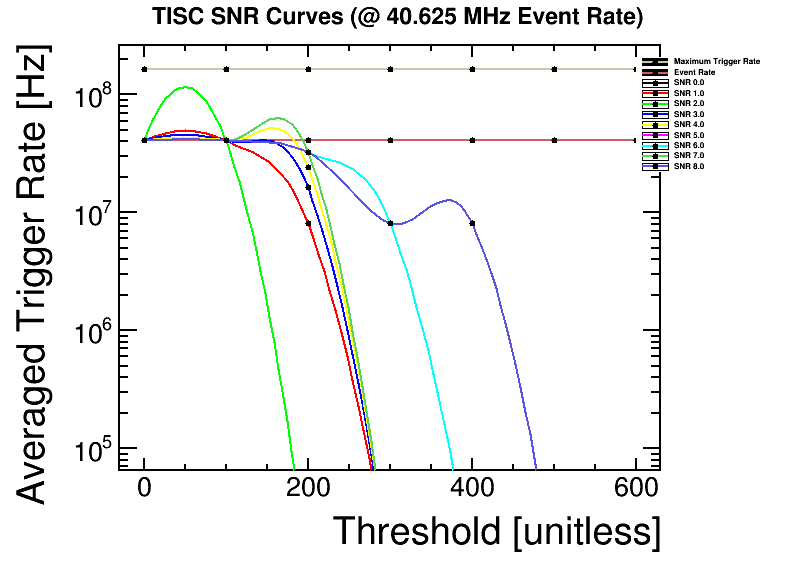 TISC SNR Curves (@ 40.625 MHz Event Rate)
Averaged Trigger Rate [Hz]
10^8
10^7
10^6
10^5
0 200 400 600
Threshold [unitless]
Maximum Trigger Rate
Event Rate
SNR 0.0
SNR 1.0
SNR 2.0
SNR 3.0
SNR 4.0
SNR 5.0
SNR 6.0
SNR 7.0
SNR 8.0